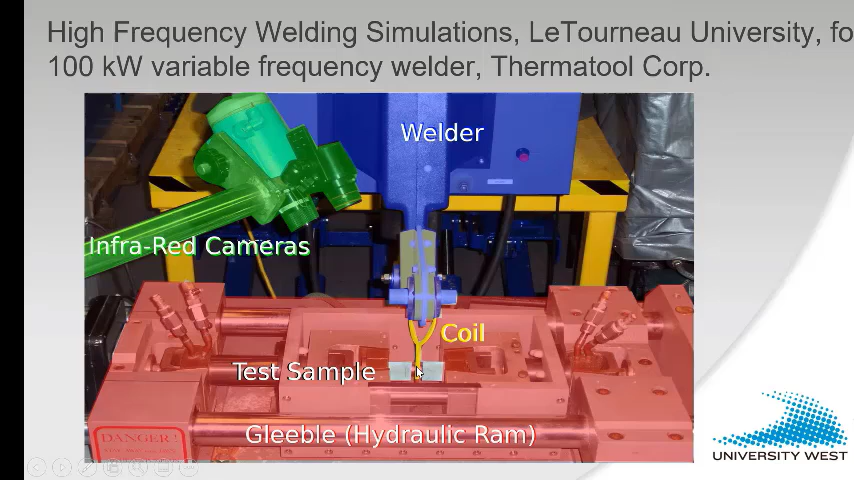 High Frequency Welding Simulations, LeTourneau University, fo
100 kW variable frequency welder, Thermatool Corp.
Welder
Infra-Red Cameras
Coil
Test Sample
Gleeble (Hydraulic Ram)
DANGER!
UNIVERSITY WEST